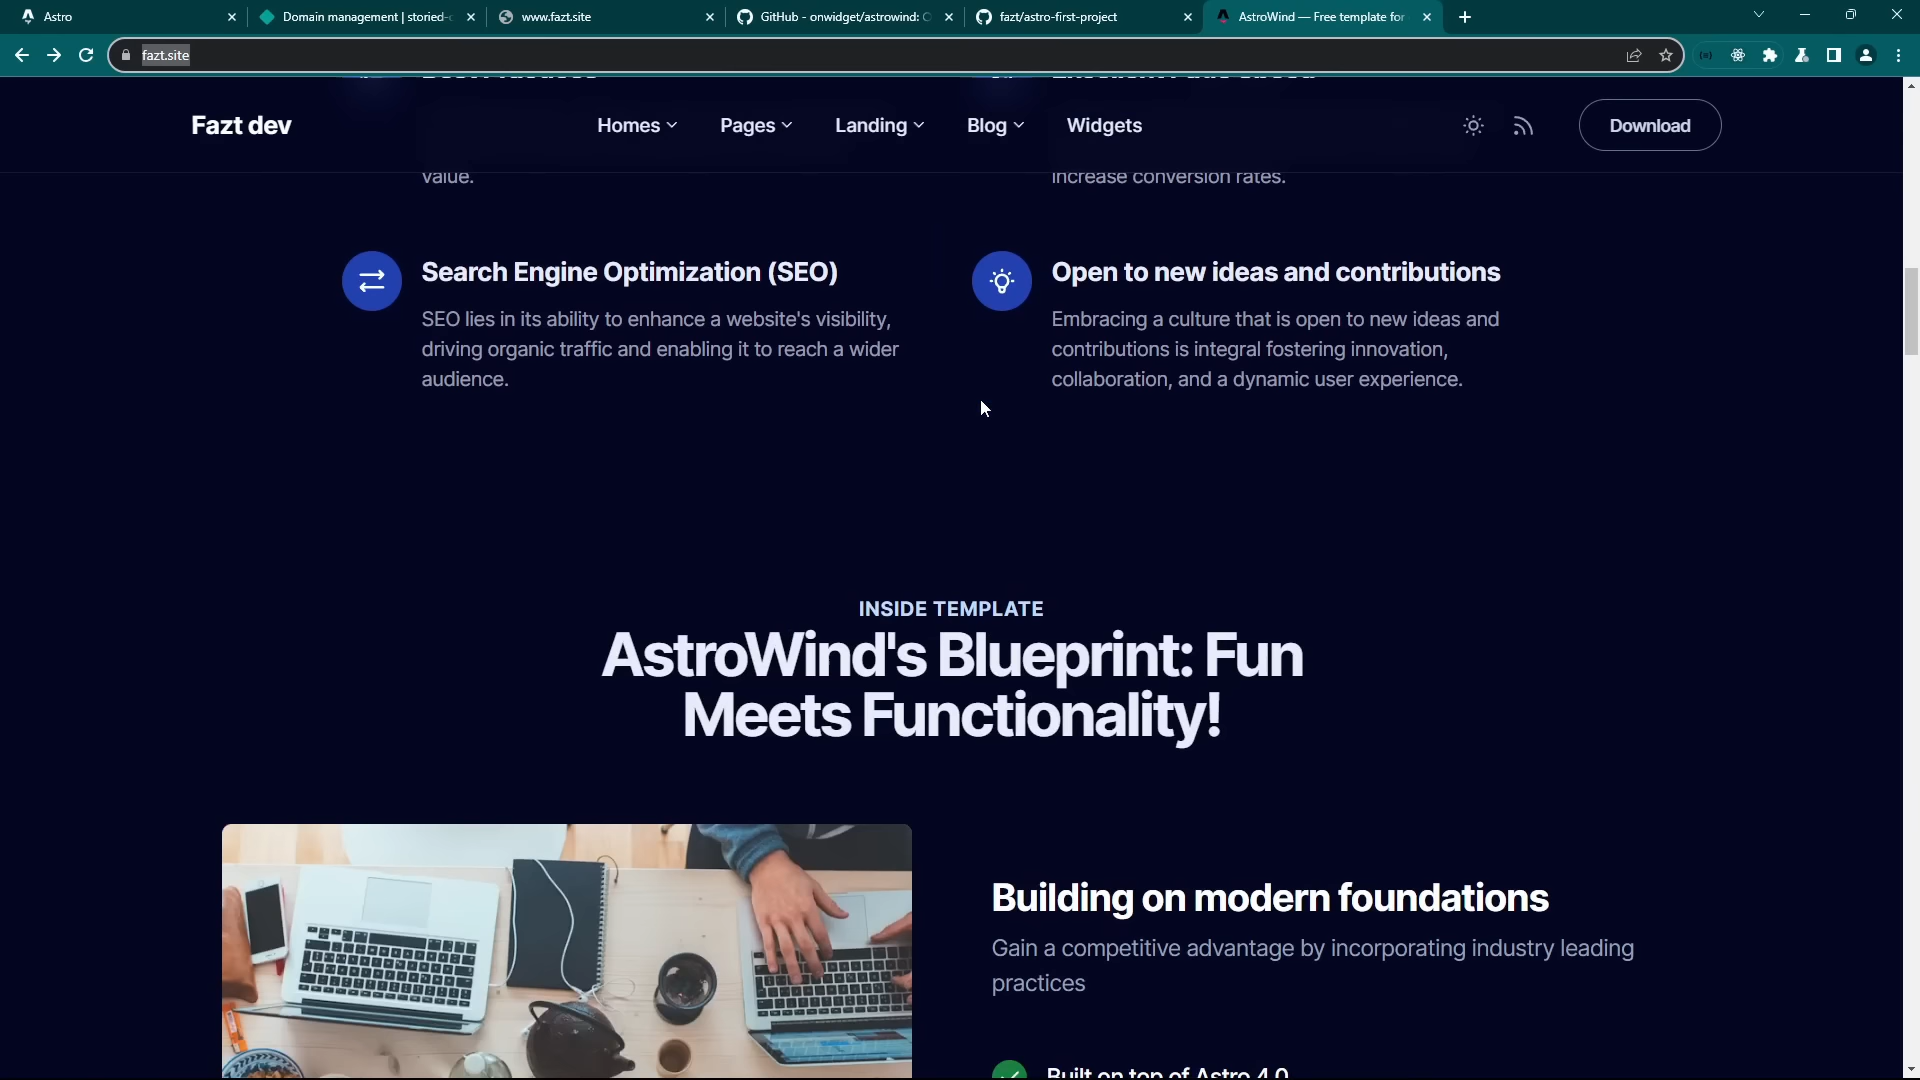 Astro
Domain management | storied-
www.fazt.site
GitHub - onwidget/astrowind:
fazt/astro-first-project
AstroWind — Free template for
fazt.site
Fazt dev
Homes
Pages
Landing
Blog
Widgets
Download
value.
increase conversion rates.
Search Engine Optimization (SEO)
SEO lies in its ability to enhance a website's visibility,
driving organic traffic and enabling it to reach a wider
audience.
Open to new ideas and contributions
Embracing a culture that is open to new ideas and
contributions is integral fostering innovation,
collaboration, and a dynamic user experience.
INSIDE TEMPLATE
AstroWind's Blueprint: Fun
Meets Functionality!
Building on modern foundations
Gain a competitive advantage by incorporating industry leading
practices
Built on top of Astro 4.0